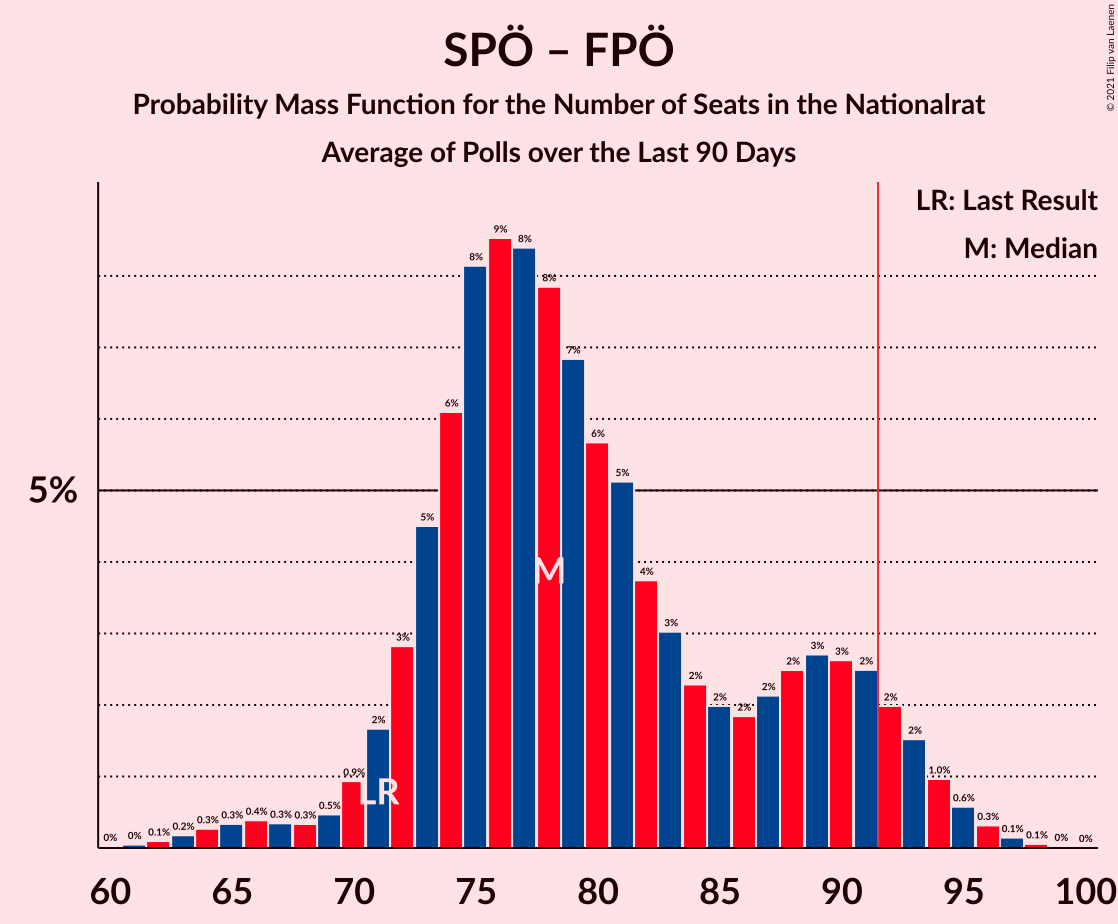 SPÖ – FPÖ
Probability Mass Function for the Number of Seats in the Nationalrat
Average of Polls over the Last 90 Days
© 2021 Filip van Laenen
LR: Last Result
M: Median
5%
0% 0% 0.1% 0.2% 0.3% 0.3% 0.4% 0.3% 0.3% 0.5% 0.9% 2% 3% 5% 6% 8% 9% 8% 8% 7% 6% 5% 4% 3% 2% 2% 2% 2% 2% 3% 3% 2% 2% 2% 1.0% 0.6% 0.3% 0.1% 0.1% 0% 0%
M
LR
60 65 70 75 80 85 90 95 100